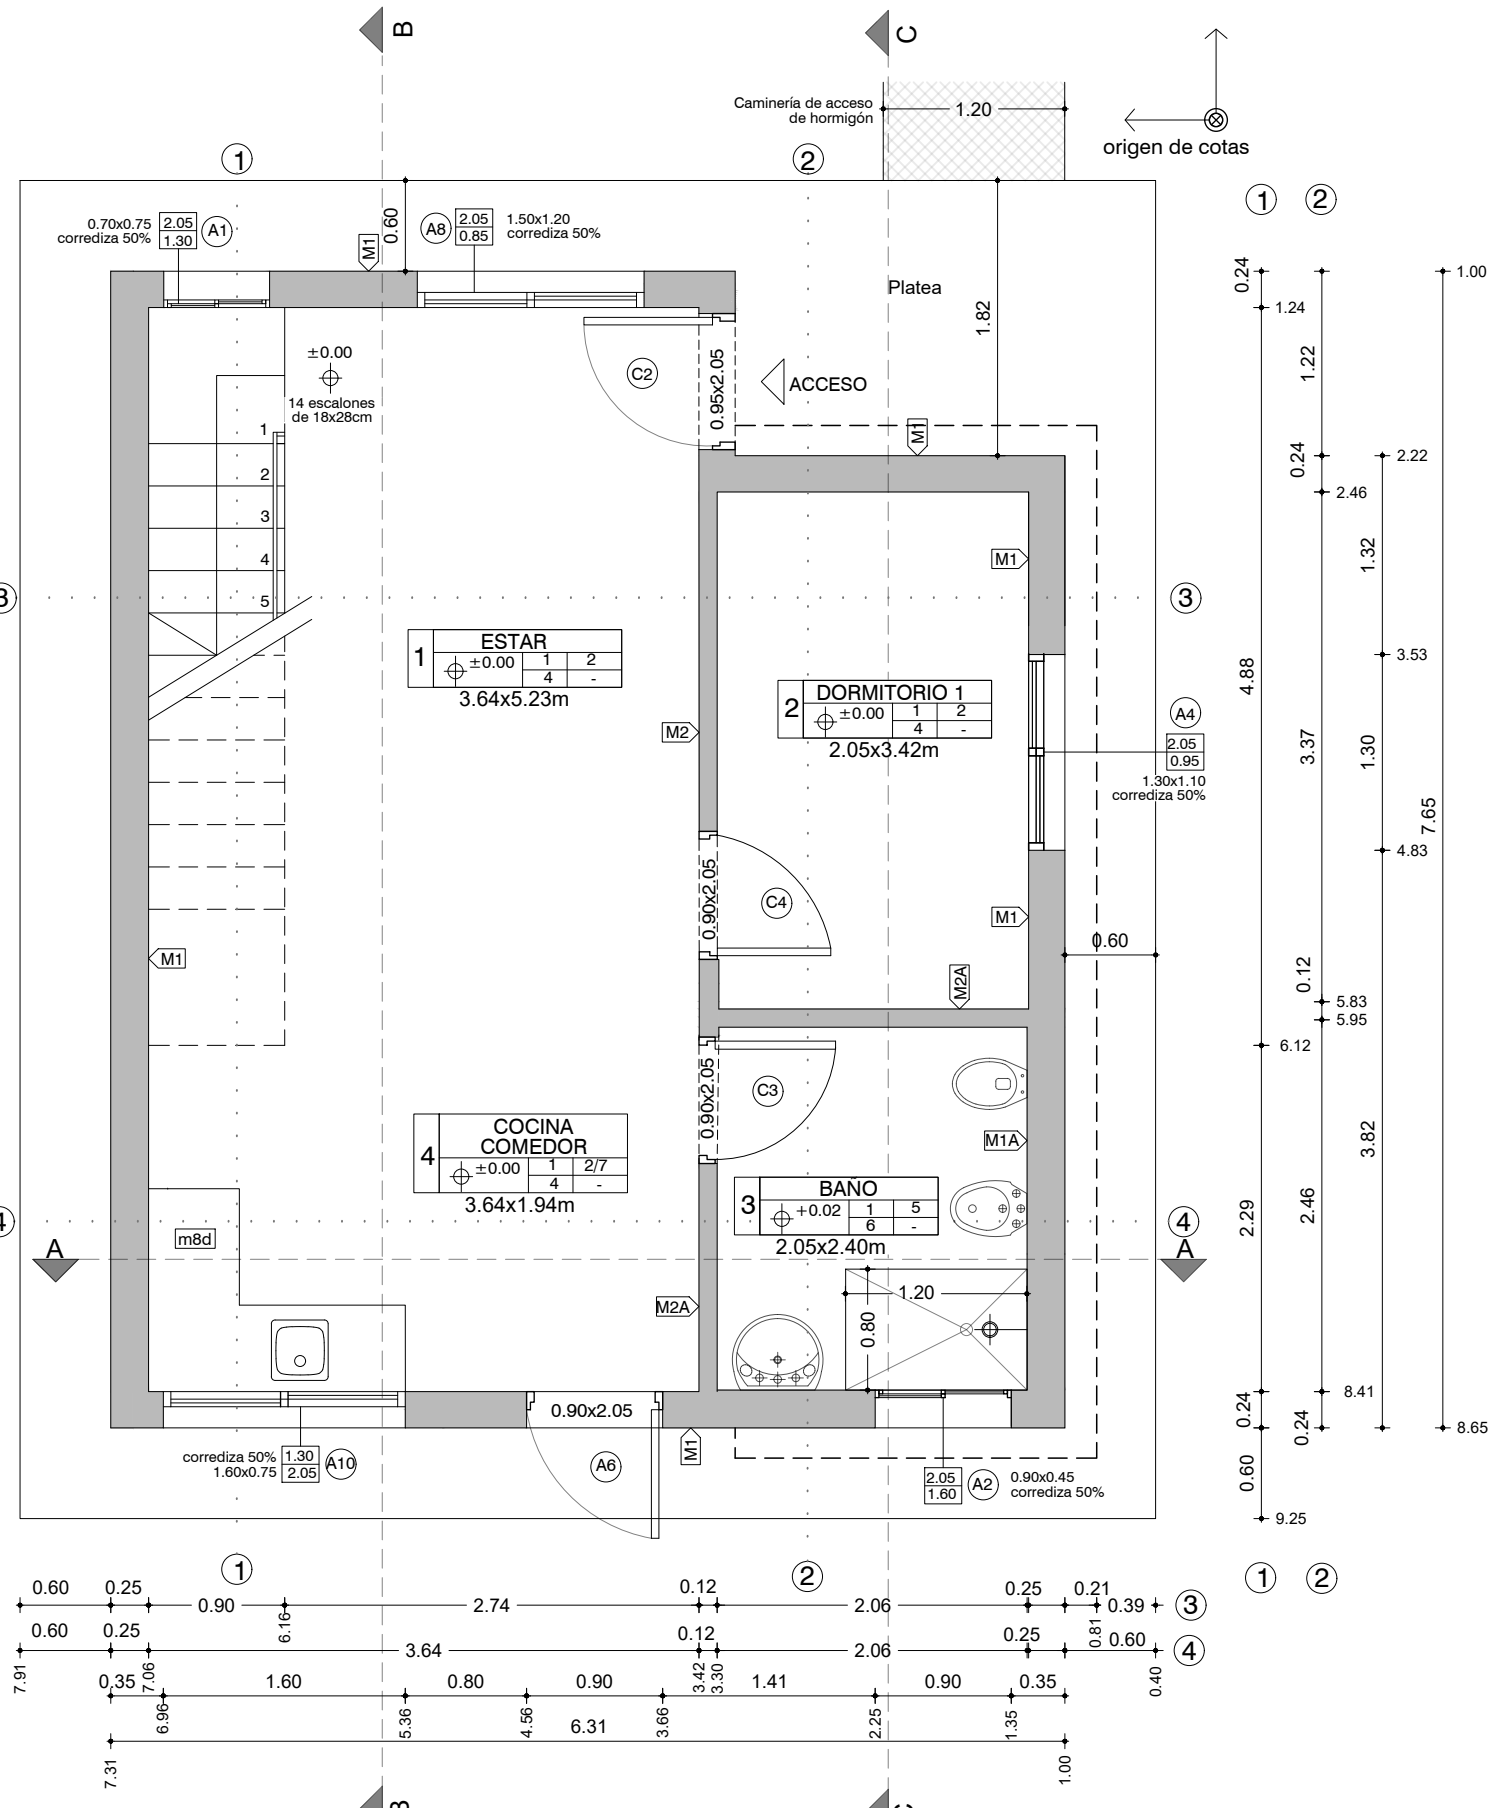 B
C
Caminería de acceso
de hormigón
1.20
origen de cotas
1
2
1
2
0.70x0.75
corrediza 50%
2.05
1.30
A1
M1
0.60
A8
2.05
0.85
1.50x1.20
corrediza 50%
Platea
1.82
0.24
1.00
1.24
±0.00
14 escalones
de 18x28cm
C2
0.95x2.05
ACCESO
1.22
1
2
3
4
5
M1
0.24
2.22
2.46
M1
1.32
3
3
1
ESTAR
±0.00
1
2
4
-
3.64x5.23m
2
DORMITORIO 1
±0.00
1
2
4
-
2.05x3.42m
M2
3.53
4.88
A4
2.05
0.95
1.30x1.10
corrediza 50%
3.37
1.30
7.65
4.83
0.90x2.05
C4
M1
M1
0.60
M2A
0.12
5.83
5.95
6.12
0.90x2.05
C3
4
COCINA
COMEDOR
±0.00
1
2/7
4
-
3.64x1.94m
M1A
3.82
3
BAÑO
+0.02
1
5
6
-
2.05x2.40m
2.29
2.46
4
4
m8d
A
A
M2A
1.20
0.80
8.41
0.24
0.24
8.65
0.90x2.05
corrediza 50%
1.60x0.75
1.30
2.05
A10
A6
M1
2.05
1.60
A2
0.90x0.45
corrediza 50%
0.60
9.25
1
2
1
2
0.60
0.25
0.90
6.16
2.74
0.12
2.06
0.25
0.21
0.81
0.39
3
0.60
0.25
3.64
0.12
2.06
0.25
0.60
4
7.91
7.06
3.42
3.30
0.40
0.35
1.60
0.80
0.90
1.41
0.90
0.35
6.96
5.36
4.56
3.66
2.25
1.35
6.31
7.31
1.00
B
C